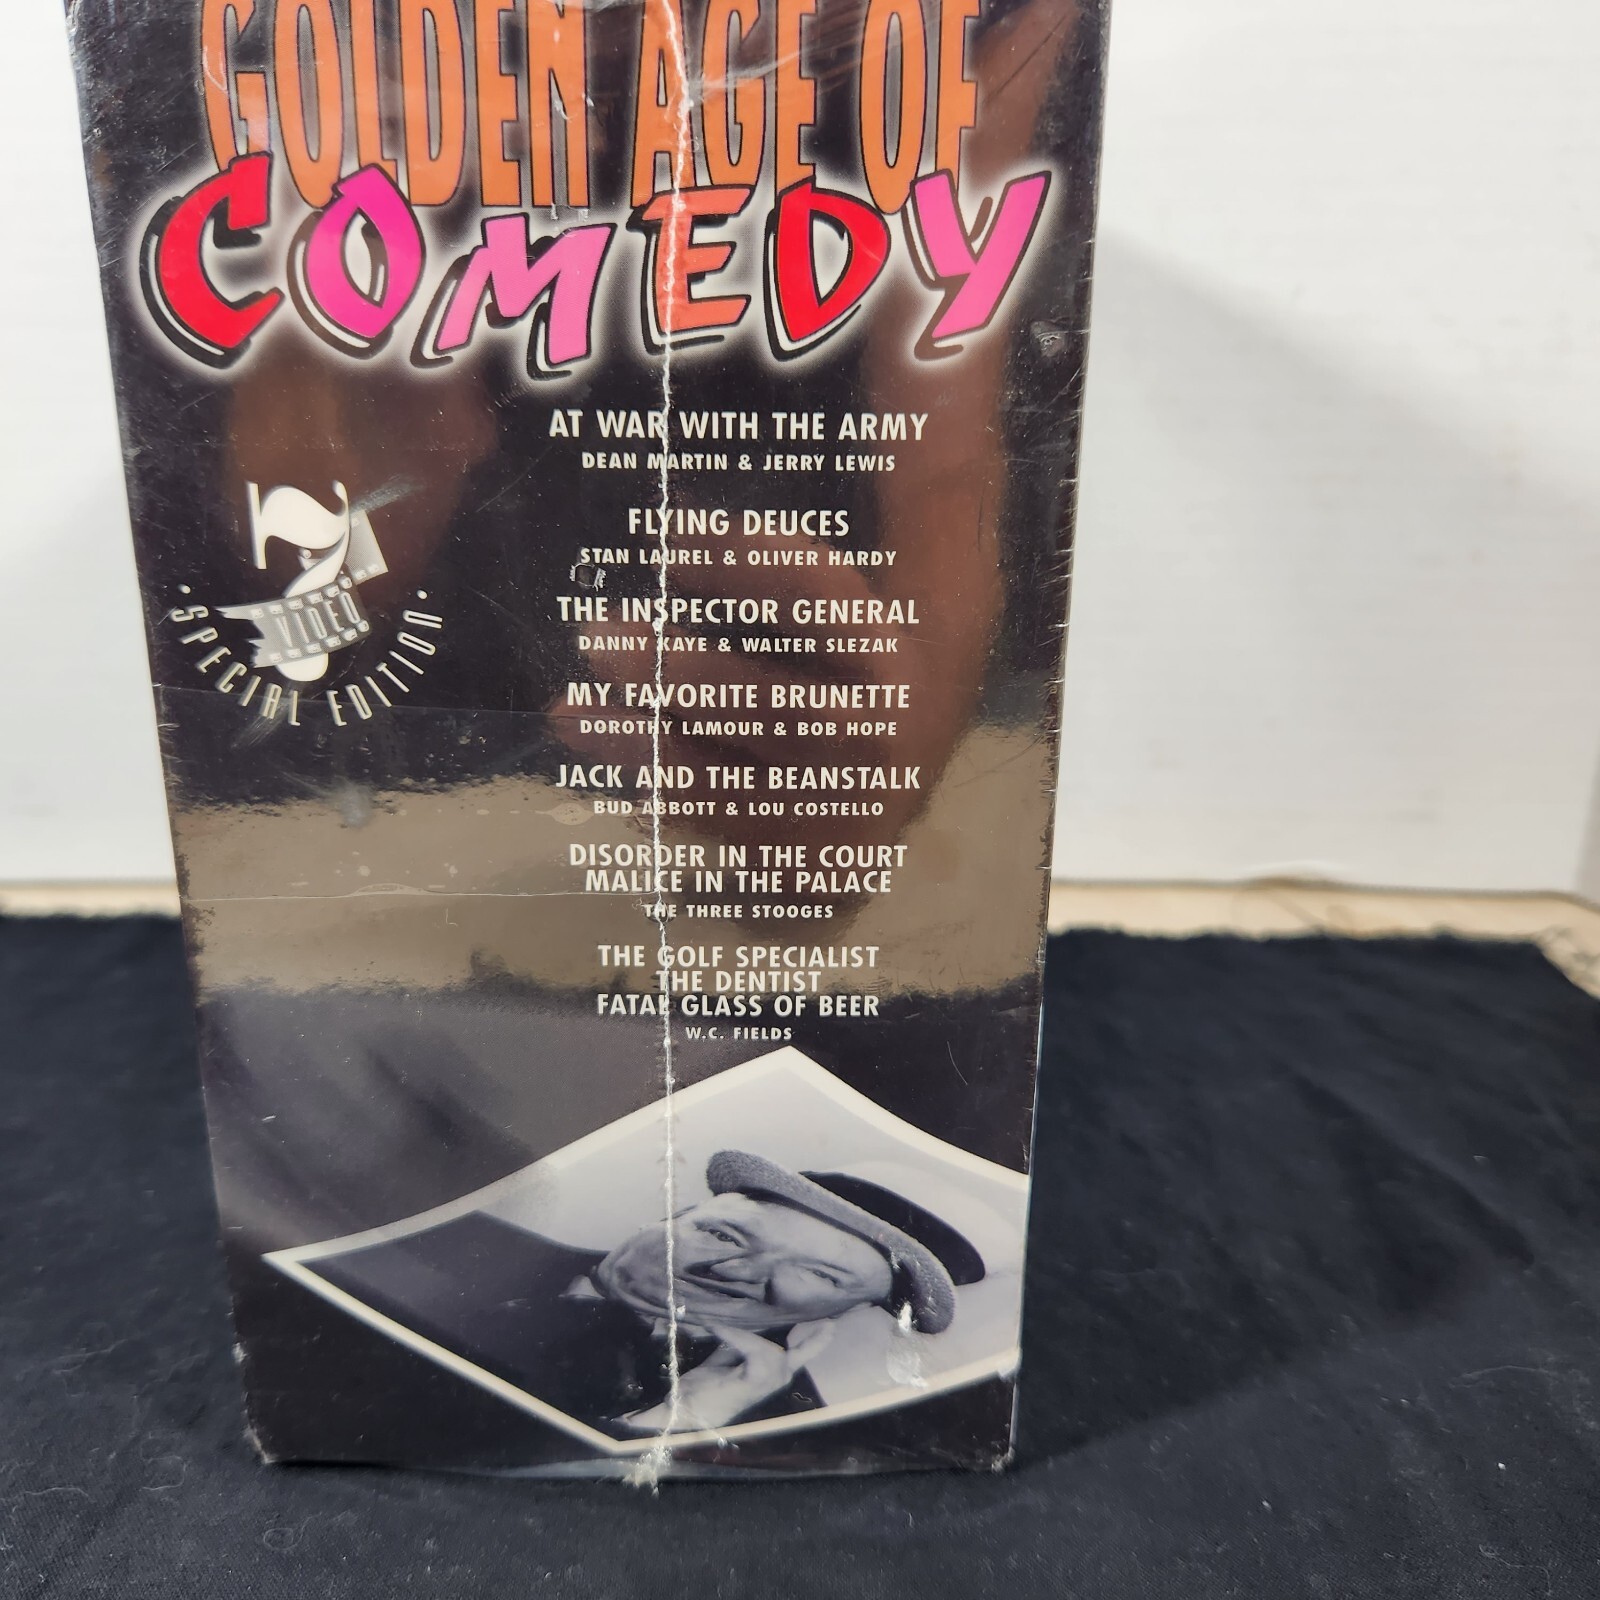 GOLDEN AGE OF
COMEDY
AT WAR WITH THE ARMY
DEAN MARTIN & JERRY LEWIS
FLYING DEUCES
STAN LAUREL & OLIVER HARDY
THE INSPECTOR GENERAL
DANNY KAYE & WALTER SLEZAK
MY FAVORITE BRUNETTE
DOROTHY LAMOUR & BOB HOPE
JACK AND THE BEANSTALK
BUD ABBOTT & LOU COSTELLO
DISORDER IN THE COURT
MALICE IN THE PALACE
THE THREE STOOGES
THE GOLF SPECIALIST
THE DENTIST
FATAL GLASS OF BEER
W.C. FIELDS
7
VIDEO
·SPECIAL EDITION·